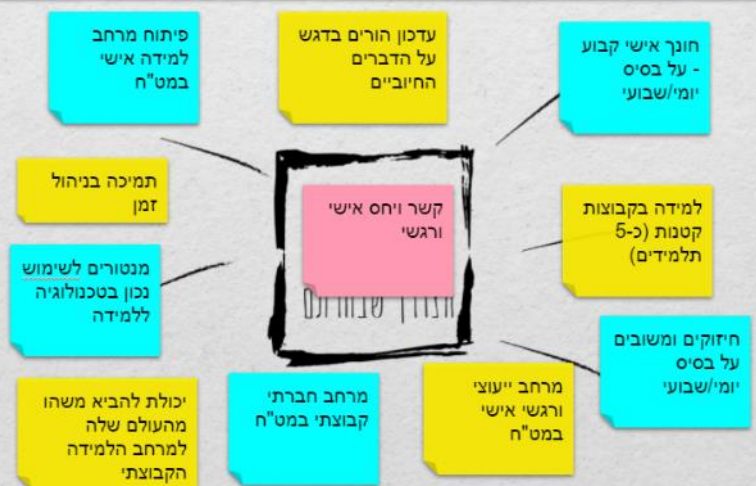 חונך אישי קבוע
- על בסיס
יומי/שבועי
עדכון הורים בדגש
על הדברים
החיוביים
פיתוח מרחב
למידה אישי
במט"ח
למידה בקבוצות
קטנות (כ-5
תלמידים)
קשר ויחס אישי
ורגשי
שבחרתם
תמיכה בניהול
זמן
מנטורים לשימוש
נכון בטכנולוגיה
ללמידה
חיזוקים ומשובים
על בסיס
יומי/שבועי
מרחב ייעוצי
ורגשי אישי
במט"ח
מרחב חברתי
קבוצתי במט"ח
יכולת להביא משהו
מהעולם שלה
למרחב הלמידה
הקבוצתי